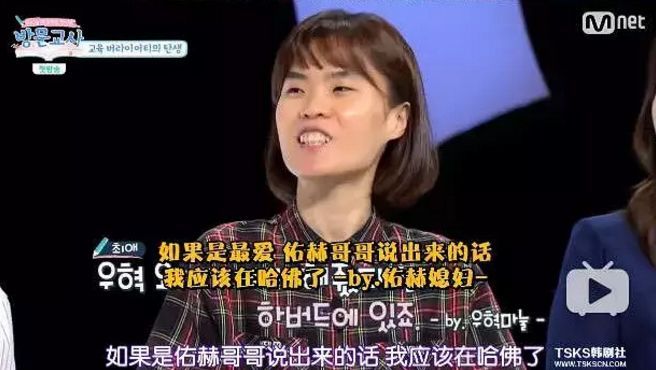 방문교사
교육 버라이어티의 탄생
첫방송
Mnet
최애
如果是最爱 佑赫哥哥说出来的话
우혁
我应该在哈佛了 -by.佑赫媳妇-
하버드에 있죠. - by. 우혁마눌 -
如果是佑赫哥哥说出来的话 我应该在哈佛了
TSKS韩剧社
WWW.TSKSCN.COM